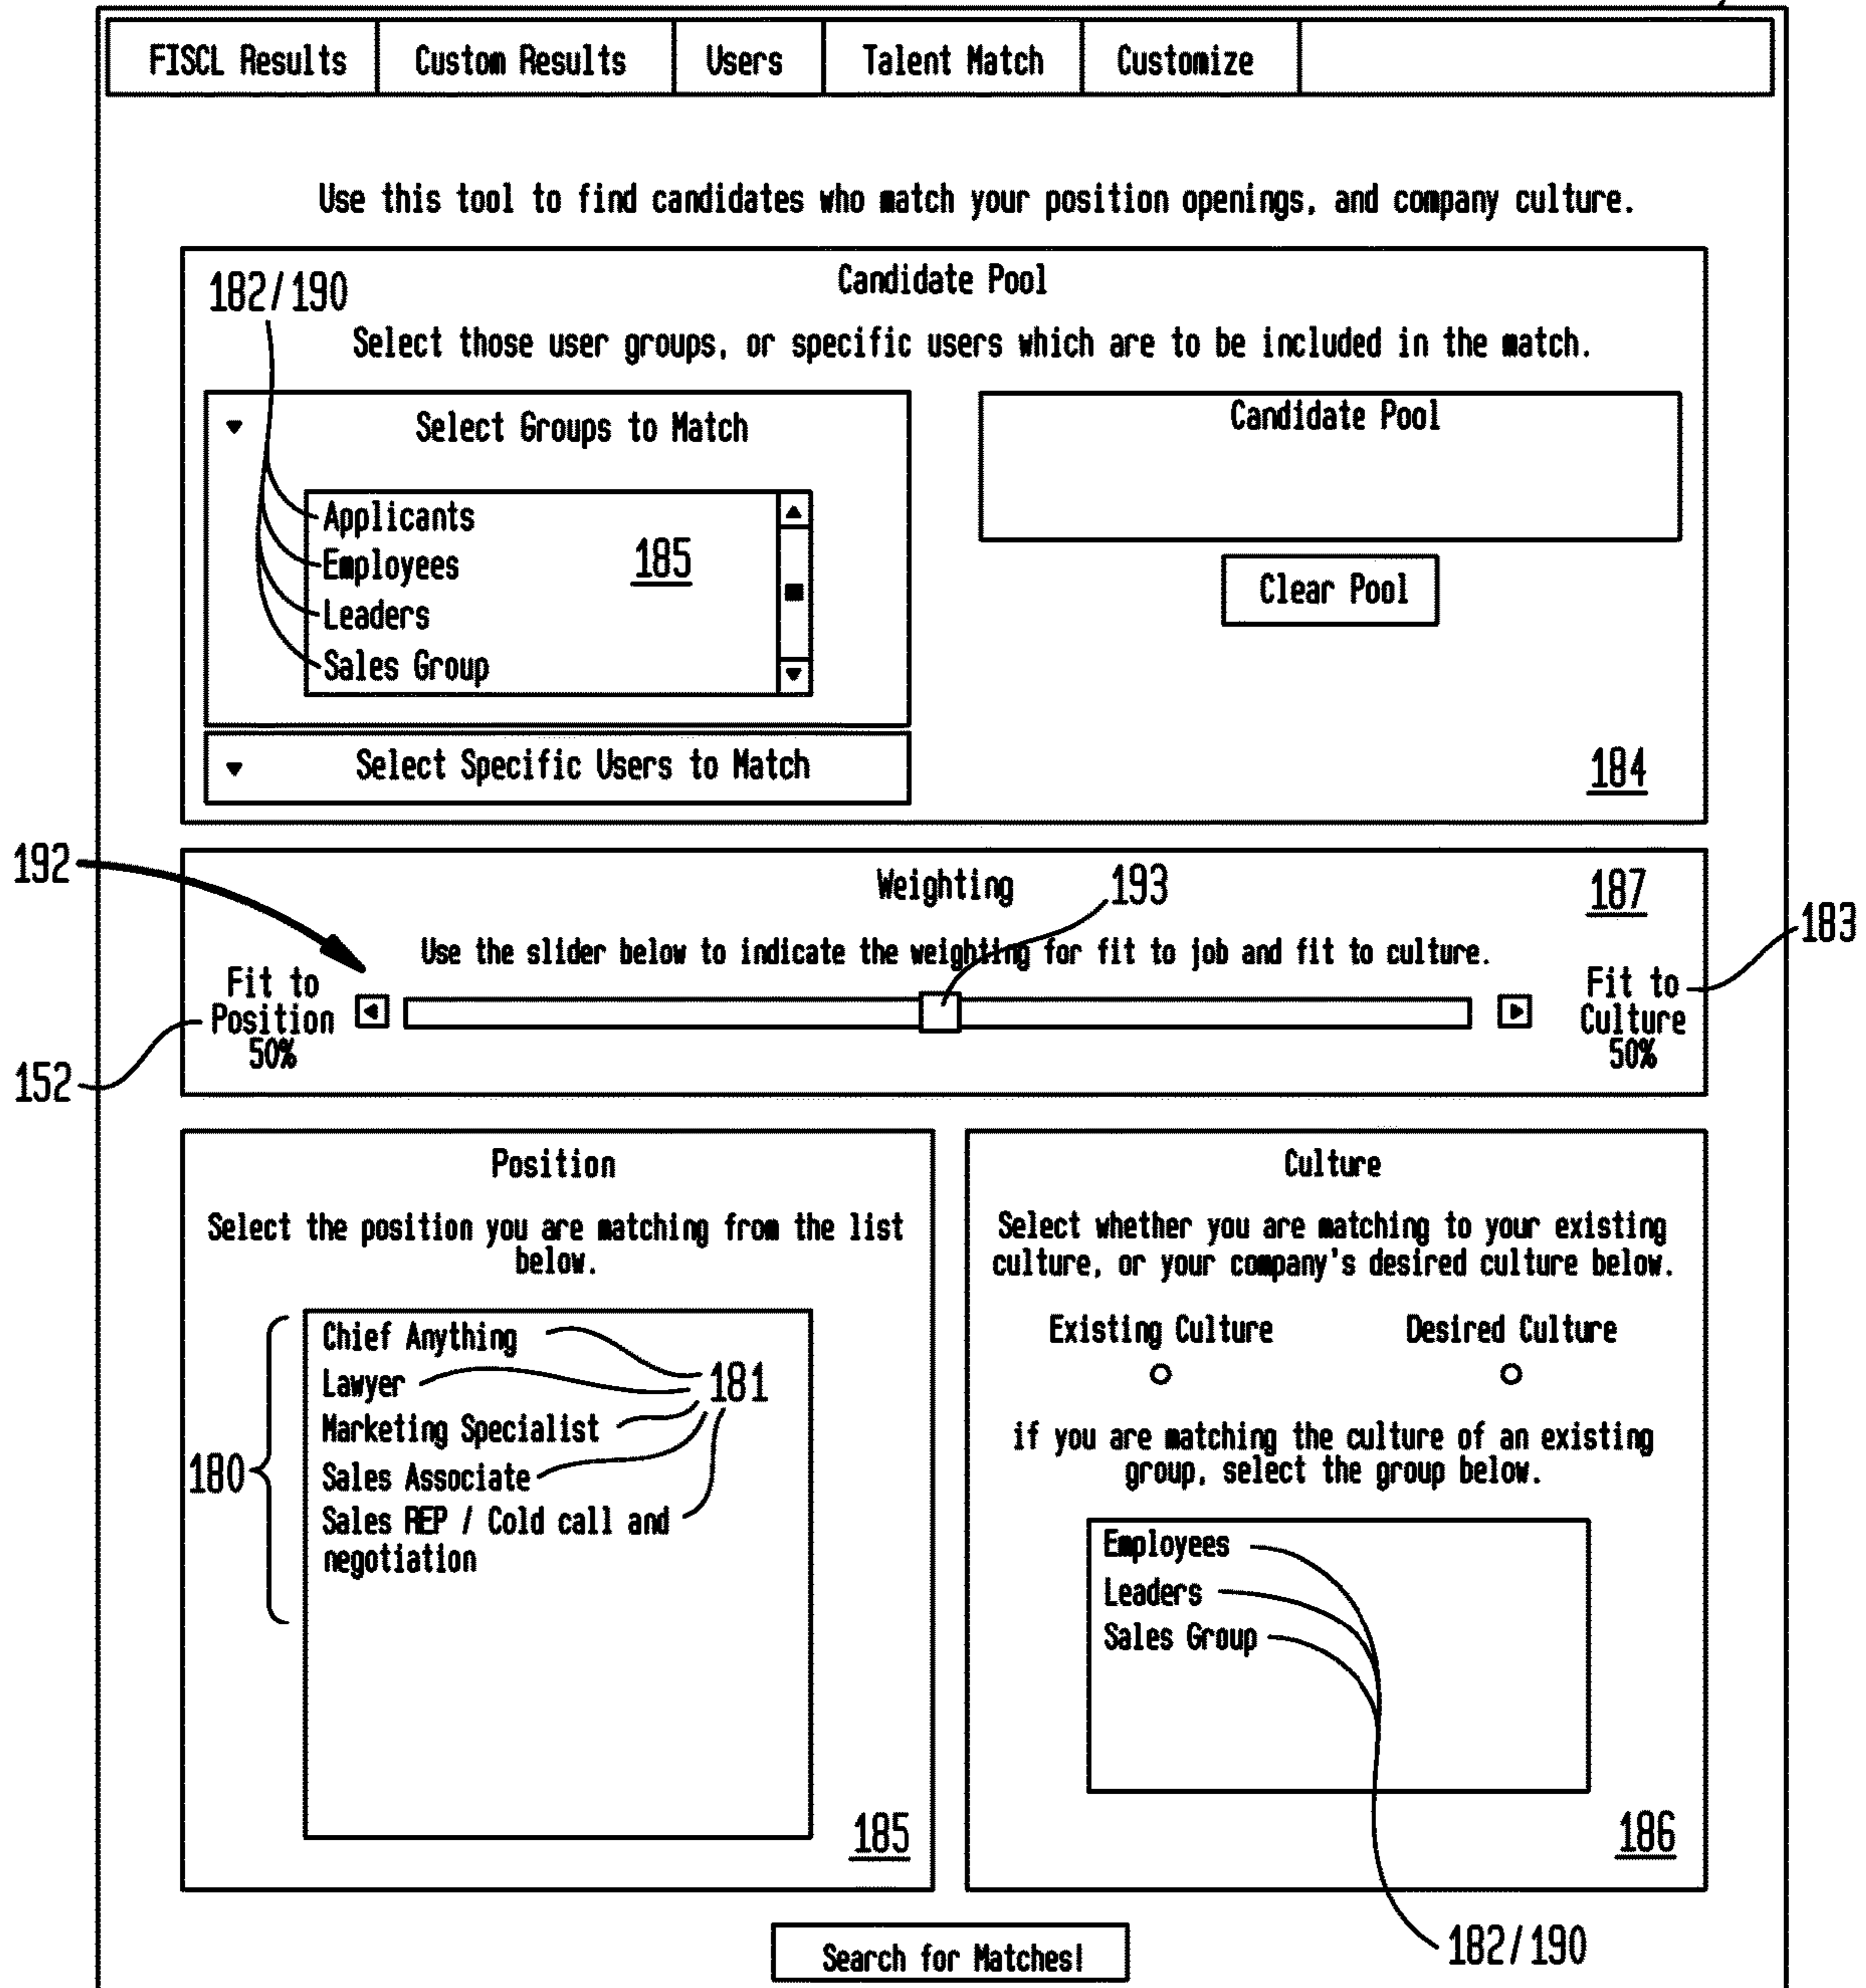 FISCL Results
Custom Results
Users
Talent Match
Customize
Use this tool to find candidates who match your position openings, and company culture.
182/190
Candidate Pool
Select those user groups, or specific users which are to be included in the match.
Select Groups to Match
Applicants
Employees
Leaders
Sales Group
185
Candidate Pool
Clear Pool
Select Specific Users to Match
184
192
Weighting
193
187
183
Use the slider below to indicate the weighting for fit to job and fit to culture.
Fit to
Position
50%
Fit to
Culture
50%
152
Position
Select the position you are matching from the list
below.
180
Chief Anything
Lawyer
Marketing Specialist
Sales Associate
Sales REP / Cold call and
negotiation
181
185
Culture
Select whether you are matching to your existing
culture, or your company's desired culture below.
Existing Culture
Desired Culture
if you are matching the culture of an existing
group, select the group below.
Employees
Leaders
Sales Group
186
182/190
Search for Matches!